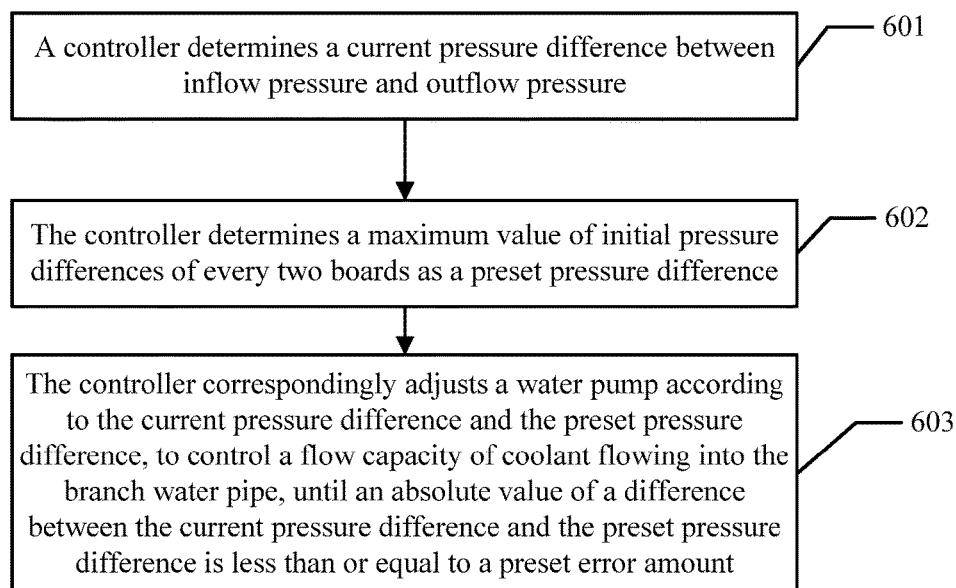 A controller determines a current pressure difference between
inflow pressure and outflow pressure
601
The controller determines a maximum value of initial pressure
differences of every two boards as a preset pressure difference
602
The controller correspondingly adjusts a water pump according
to the current pressure difference and the preset pressure
difference, to control a flow capacity of coolant flowing into the
branch water pipe, until an absolute value of a difference
between the current pressure difference and the preset pressure
difference is less than or equal to a preset error amount
603